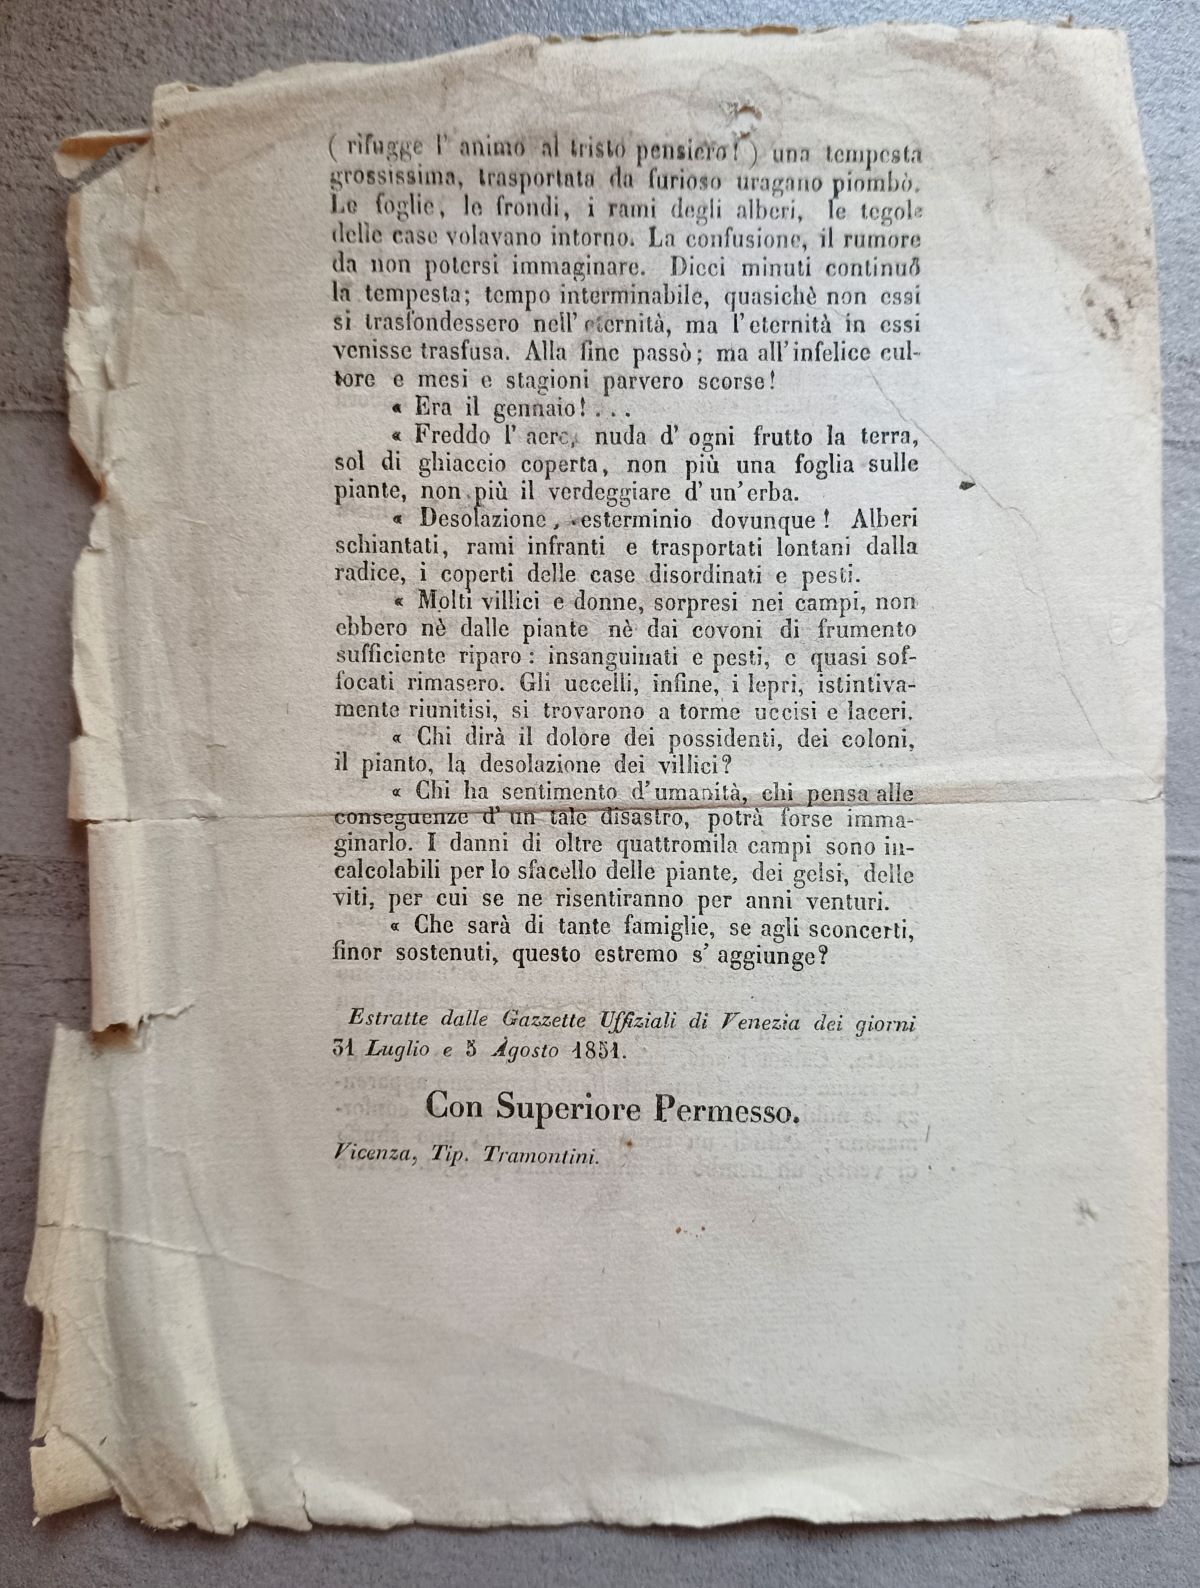 ( rifugge l' animo al tristo pensiero! ) una tempesta
grossissima, trasportata da furioso uragano piombò.
Le foglie, le frondi, i rami degli alberi, le tegole
delle case volavano intorno. La confusione, il rumore
da non potersi immaginare. Dieci minuti continuò
la tempesta; tempo interminabile, quasichè non essi
si trasfondessero nell' eternità, ma l'eternità in essi
venisse trasfusa. Alla fine passò; ma all'infelice cul-
tore e mesi e stagioni parvero scorse!
« Era il gennaio! . . .
« Freddo l' aere, nuda d' ogni frutto la terra,
sol di ghiaccio coperta, non più una foglia sulle
piante, non più il verdeggiare d' un'erba.
« Desolazione, esterminio dovunque! Alberi
schiantati, rami infranti e trasportati lontani dalla
radice, i coperti delle case disordinati e pesti.
« Molti villici e donne, sorpresi nei campi, non
ebbero nè dalle piante nè dai covoni di frumento
sufficiente riparo : insanguinati e pesti, e quasi sof-
focati rimasero. Gli uccelli, infine, i lepri, istintiva-
mente riunitisi, si trovarono a torme uccisi e laceri.
« Chi dirà il dolore dei possidenti, dei coloni,
il pianto, la desolazione dei villici?
« Chi ha sentimento d'umanità, chi pensa alle
conseguenze d' un tale disastro, potrà forse imma-
ginarlo. I danni di oltre quattromila campi sono in-
calcolabili per lo sfacello delle piante, dei gelsi, delle
viti, per cui se ne risentiranno per anni venturi.
« Che sarà di tante famiglie, se agli sconcerti,
finor sostenuti, questo estremo s' aggiunge?
Estratte dalle Gazzette Uffiziali di Venezia dei giorni
31 Luglio e 5 Agosto 1851.
Con Superiore Permesso.
Vicenza, Tip. Tramontini.